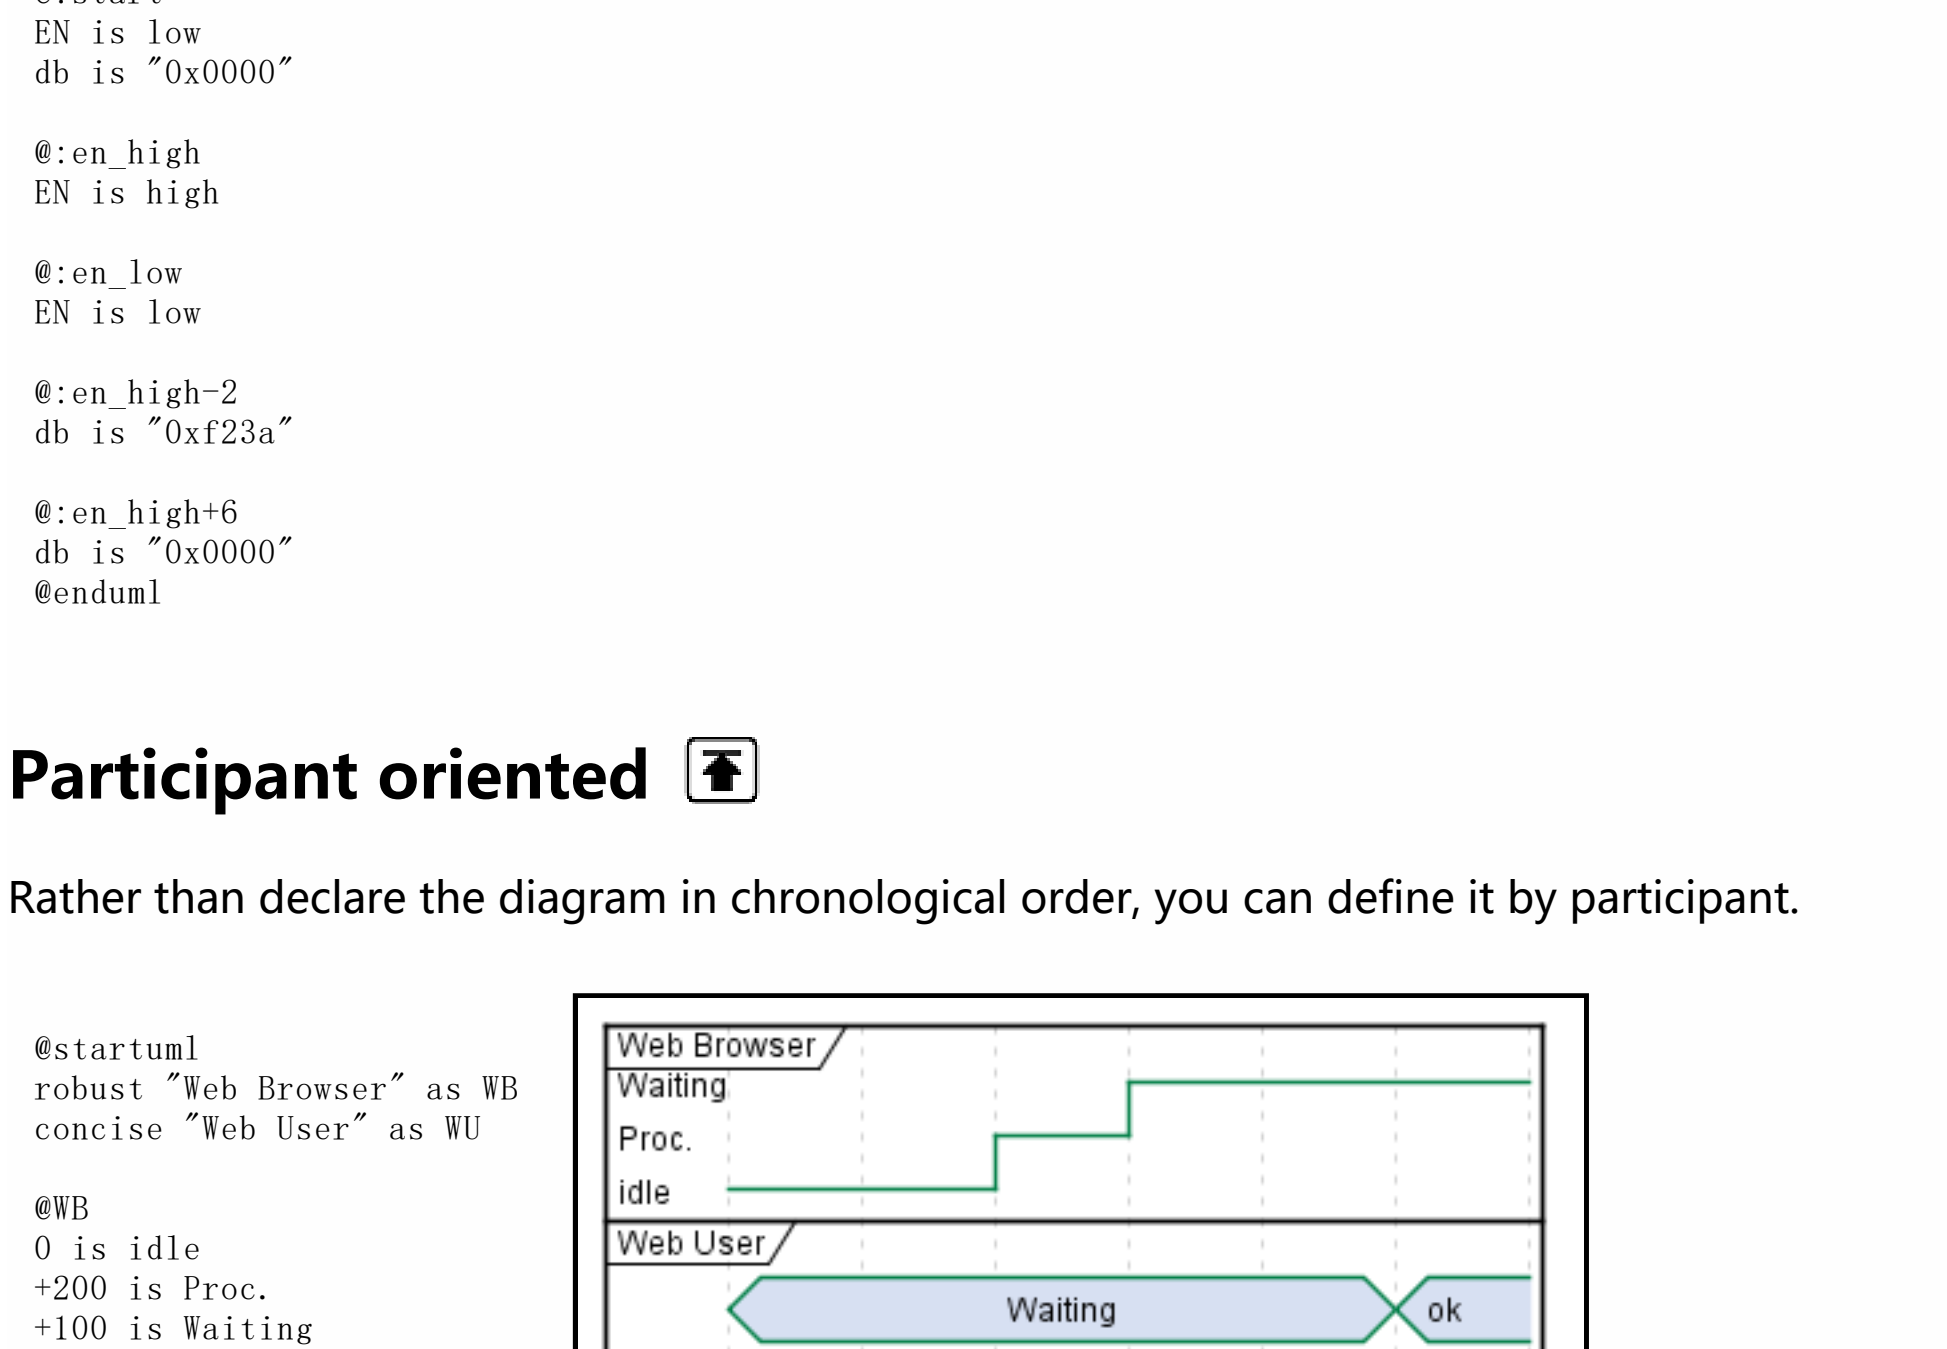 EN is low
db is "0x0000"
@:en_high
EN is high
@:en_low
EN is low
@:en_high-2
db is "0xf23a"
@:en_high+6
db is "0x0000"
@enduml
Participant oriented
Rather than declare the diagram in chronological order, you can define it by participant.
@startuml
robust "Web Browser" as WB
concise "Web User" as WU
@WB
0 is idle
+200 is Proc.
+100 is Waiting
Web Browser
Waiting
Proc.
idle
Web User
Waiting ok